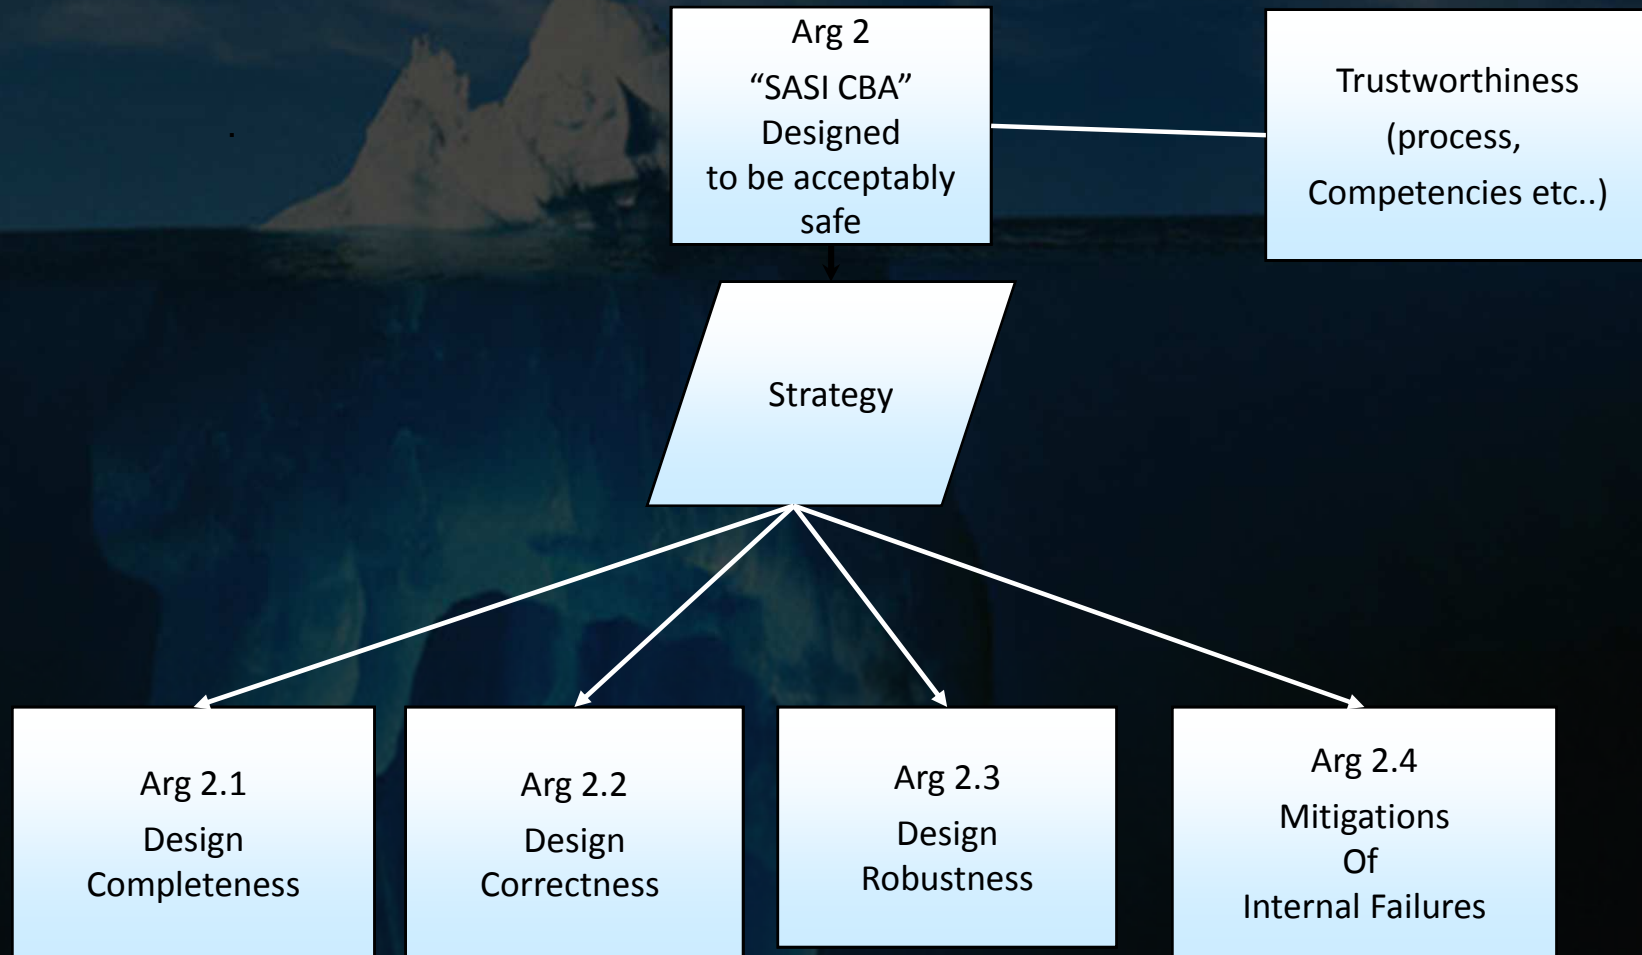 Arg 2
“SASI CBA”
Designed
to be acceptably
safe
Trustworthiness
(process,
Competencies etc..)
Strategy
Arg 2.1
Design
Completeness
Arg 2.2
Design
Correctness
Arg 2.3
Design
Robustness
Arg 2.4
Mitigations
Of
Internal Failures